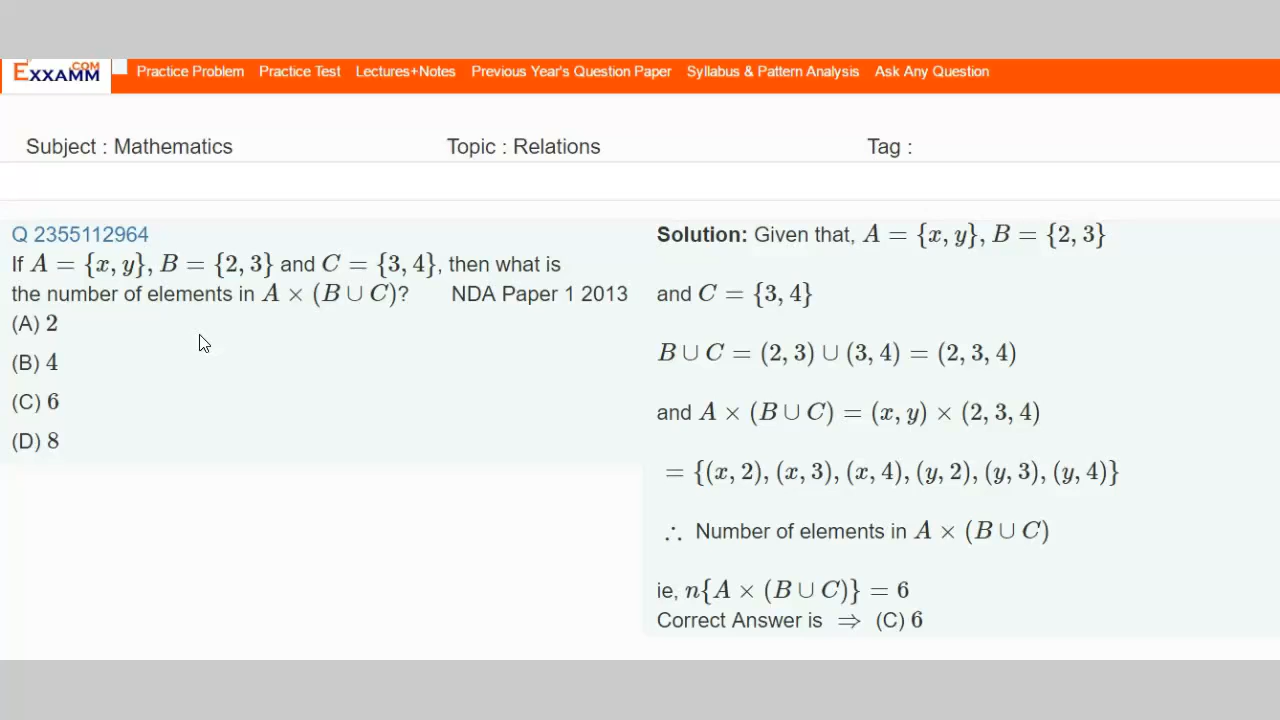 EXXAMM.COM
Practice Problem Practice Test Lectures+Notes Previous Year's Question Paper Syllabus & Pattern Analysis Ask Any Question
Subject : Mathematics Topic : Relations Tag :
Q 2355112964
If A = {x, y}, B = {2, 3} and C = {3, 4}, then what is
the number of elements in A × (B ∪ C)? NDA Paper 1 2013
(A) 2
(B) 4
(C) 6
(D) 8
Solution: Given that, A = {x, y}, B = {2, 3}
and C = {3, 4}
B ∪ C = (2, 3) ∪ (3, 4) = (2, 3, 4)
and A × (B ∪ C) = (x, y) × (2, 3, 4)
= {(x, 2), (x, 3), (x, 4), (y, 2), (y, 3), (y, 4)}
∴ Number of elements in A × (B ∪ C)
ie, n{A × (B ∪ C)} = 6
Correct Answer is ⇒ (C) 6